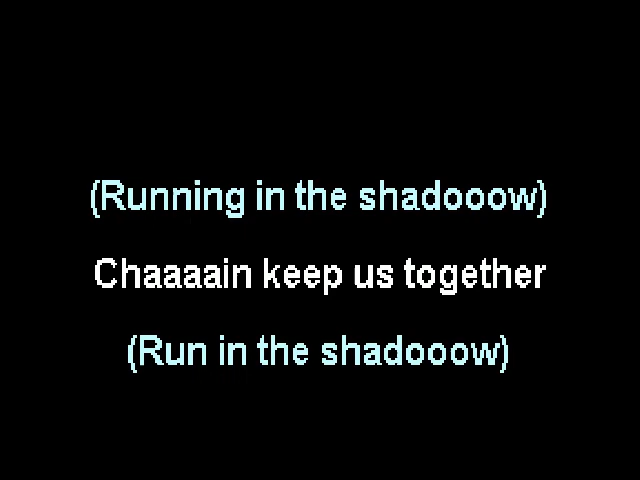 (Running in the shadooow)
Chaaaain keep us together
(Run in the shadooow)